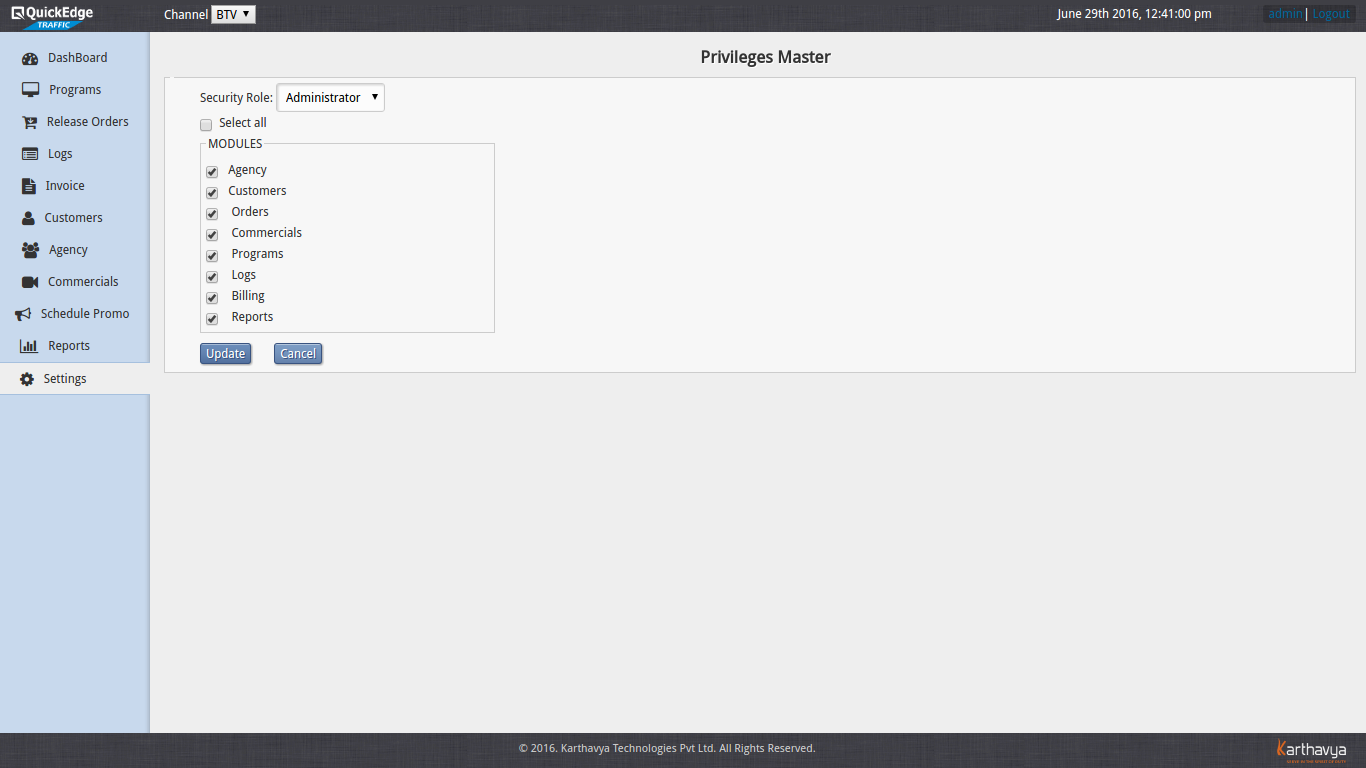 QuickEdge
TRAFFIC
Channel BTV
June 29th 2016, 12:41:00 pm
admin | Logout
DashBoard
Programs
Release Orders
Logs
Invoice
Customers
Agency
Commercials
Schedule Promo
Reports
Settings
Privileges Master
Security Role: Administrator
Select all
MODULES
Agency
Customers
Orders
Commercials
Programs
Logs
Billing
Reports
Update Cancel
© 2016. Karthavya Technologies Pvt Ltd. All Rights Reserved.
Karthavya